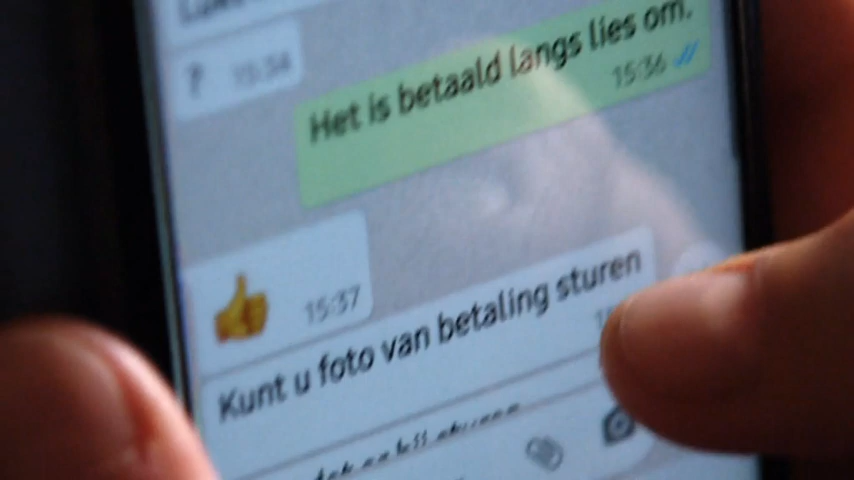 ?
15:34
Het is betaald langs lies om.
15:36
15:37
Kunt u foto van betaling sturen